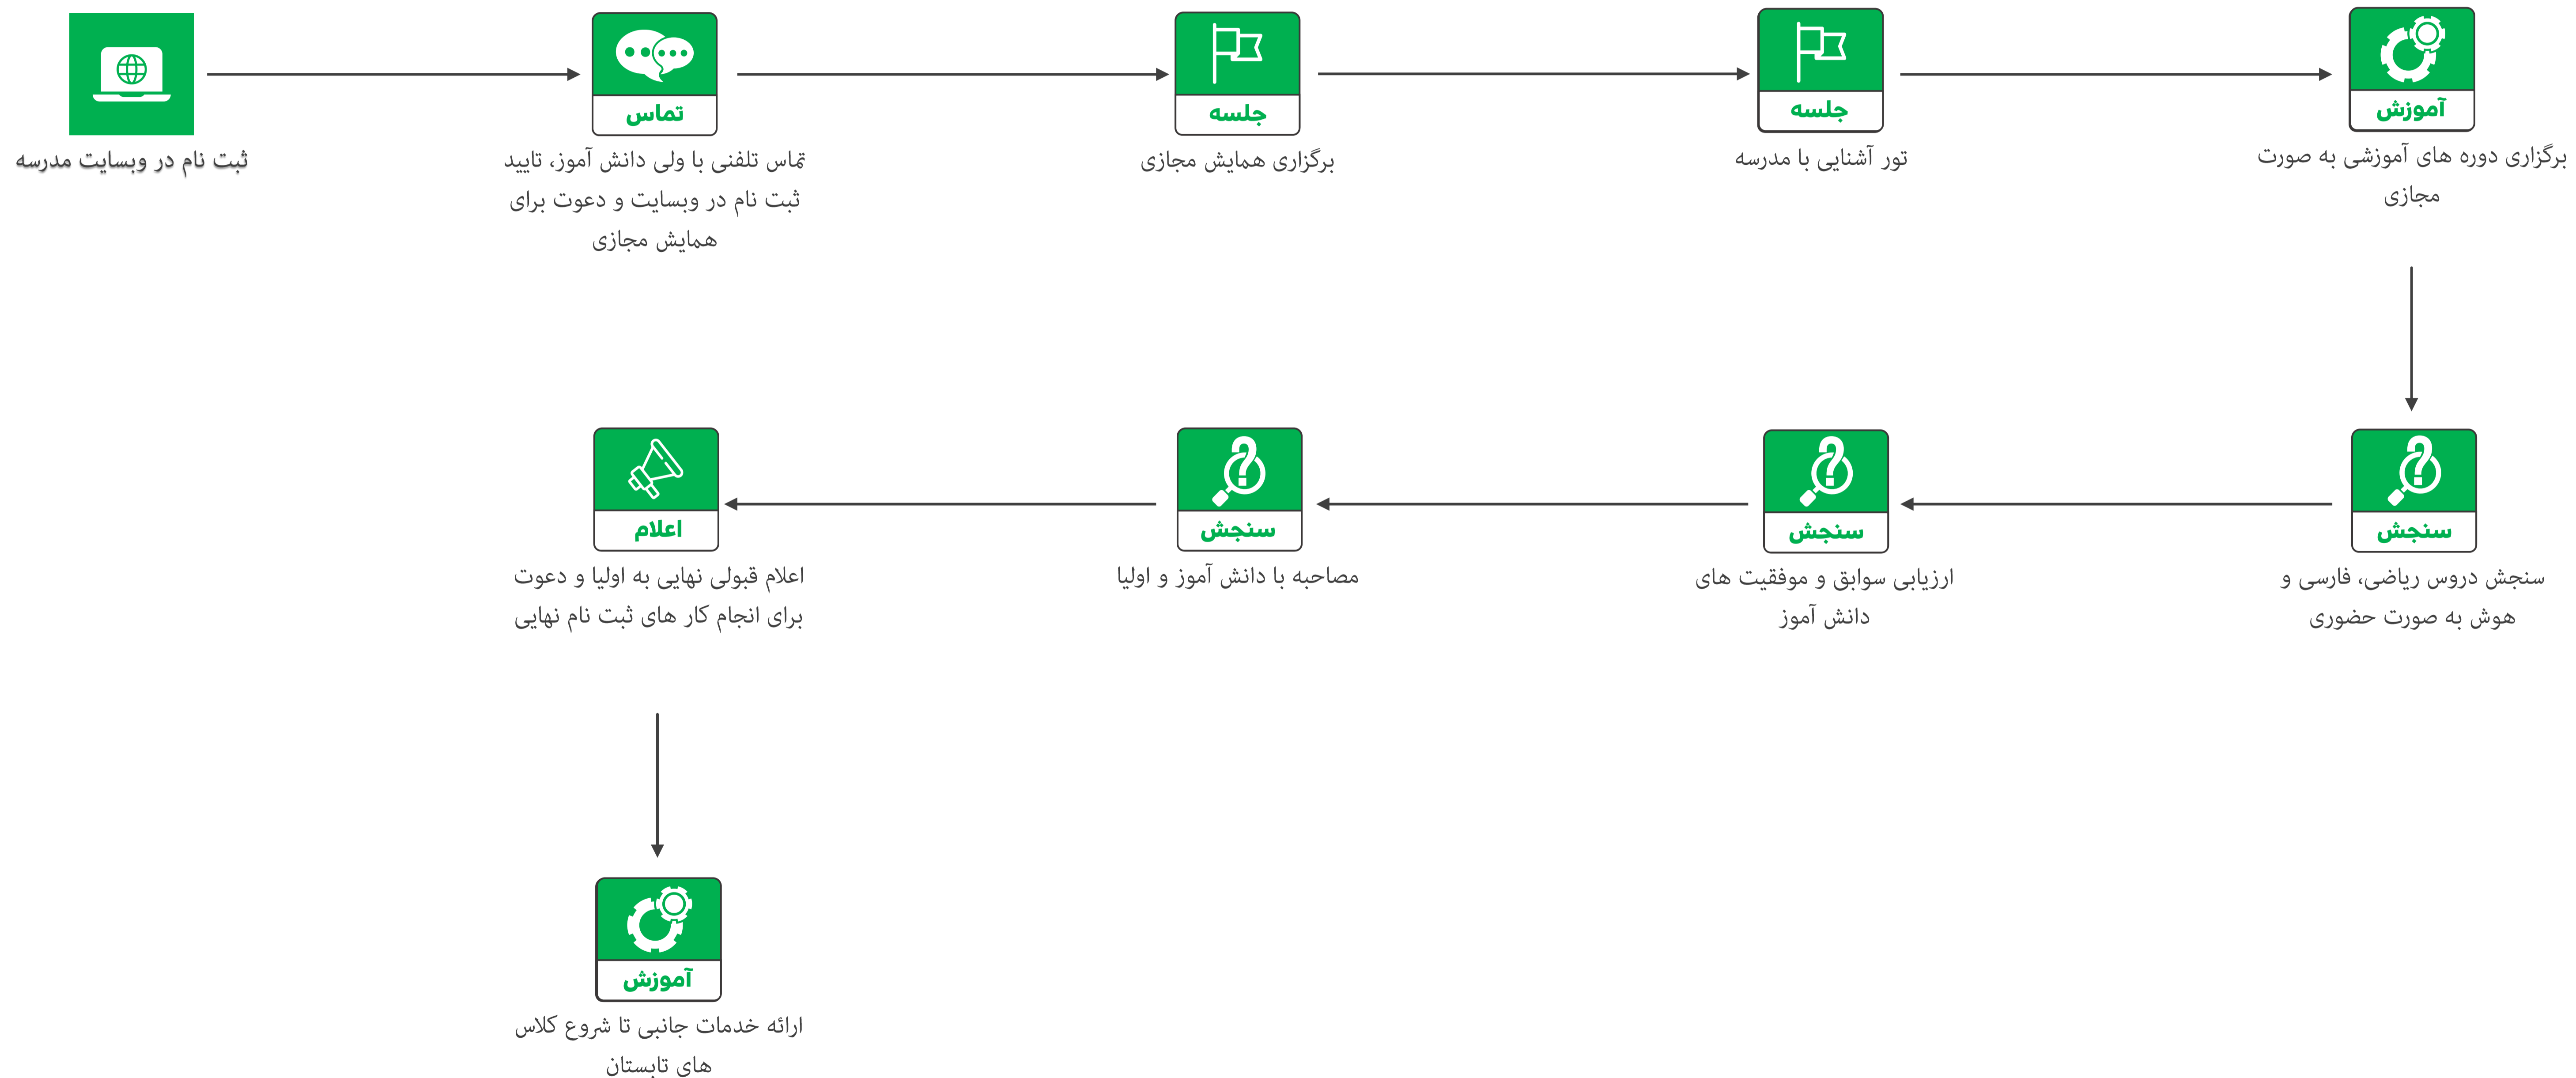 ثبت نام در وبسایت مدرسه
تماس
تماس تلفنی با ولی دانش آموز، تایید
ثبت نام در وبسایت و دعوت برای
همایش مجازی
جلسه
برگزاری همایش مجازی
جلسه
تور آشنایی با مدرسه
آموزش
برگزاری دوره های آموزشی به صورت
مجازی
سنجش
سنجش دروس ریاضی، فارسی و
هوش به صورت حضوری
سنجش
ارزیابی سوابق و موفقیت های
دانش آموز
سنجش
مصاحبه با دانش آموز و اولیا
اعلام
اعلام قبولی نهایی به اولیا و دعوت
برای انجام کار های ثبت نام نهایی
آموزش
ارائه خدمات جانبی تا شروع کلاس
های تابستان